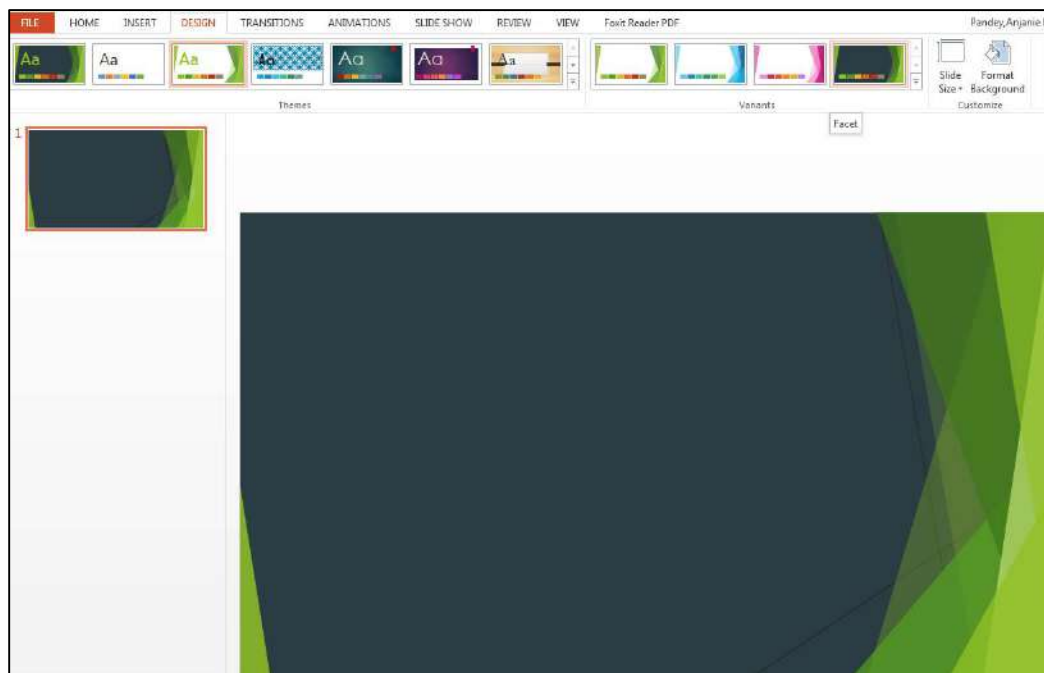 FILE HOME INSERT DESIGN TRANSITIONS ANIMATIONS SLIDE SHOW REVIEW VIEW Foxit Reader PDF Pandey,Anjanie
Aa Aa Aa Aa Aa Aa Aa
Slide Size Format Background
Themes Variants Customize
Facet
1